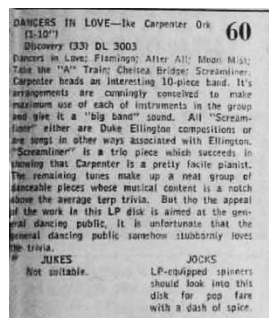 DANCERS IN LOVE—Ike Carpenter Ork
60
(1-10")
Discovery (33) DL 3003
Dancers in Love; Flamingo; After All; Moon Mist;
Take the "A" Train; Chelsea Bridge; Screamliner.
Carpenter heads an interesting 10-piece band. It's
arrangements are cunningly conceived to make
maximum use of each of instruments in the group
and give it a "big band" sound. All "Scream-
liner" either are Duke Ellington compositions or
are songs in other ways associated with Ellington.
"Screamliner" is a trio piece which succeeds in
showing that Carpenter is a pretty facile pianist.
The remaining tunes make up a neat group of
danceable pieces whose musical content is a notch
above the average terp trivia. But tho the appeal
of the work in this LP disk is aimed at the gen-
eral dancing public, it is unfortunate that the
general dancing public somehow stubbornly loves
the trivia.
JUKES
Not suitable.
JOCKS
LP-equipped spinners
should look into this
disk for pop fare
with a dash of spice.